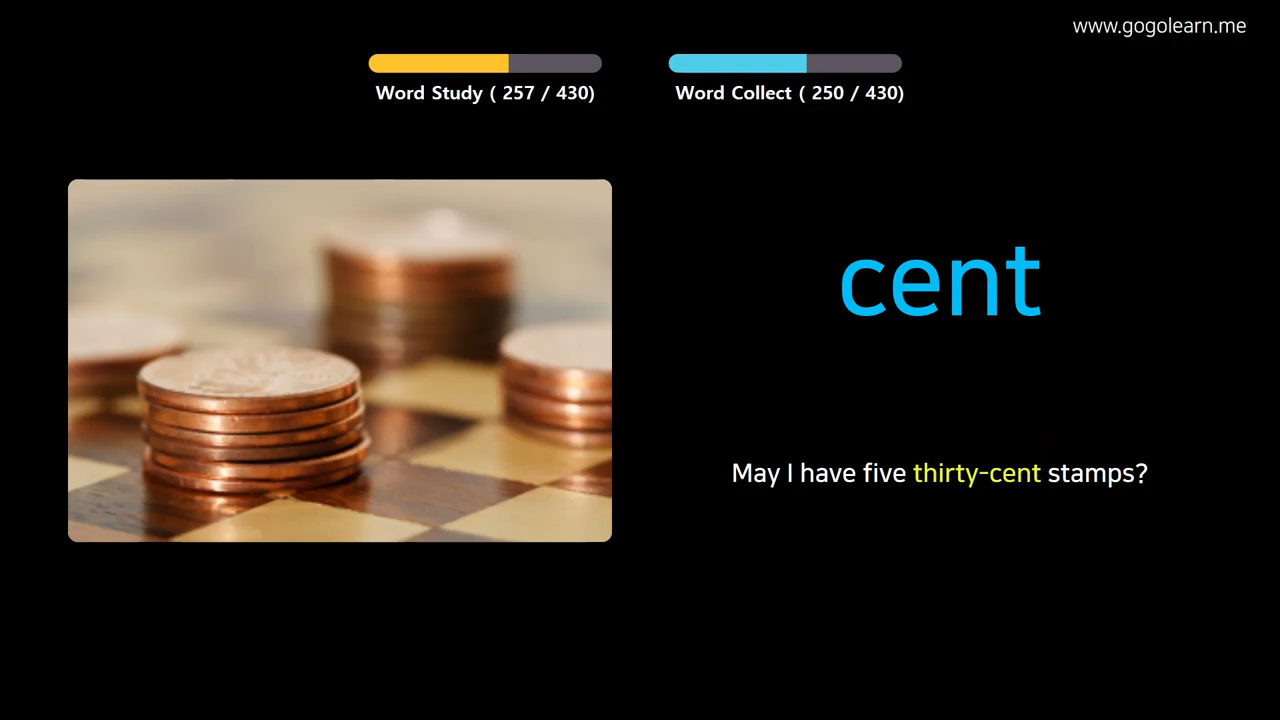 www.gogolearn.me
Word Study ( 257 / 430)
Word Collect ( 250 / 430)
cent
May I have five thirty-cent stamps?